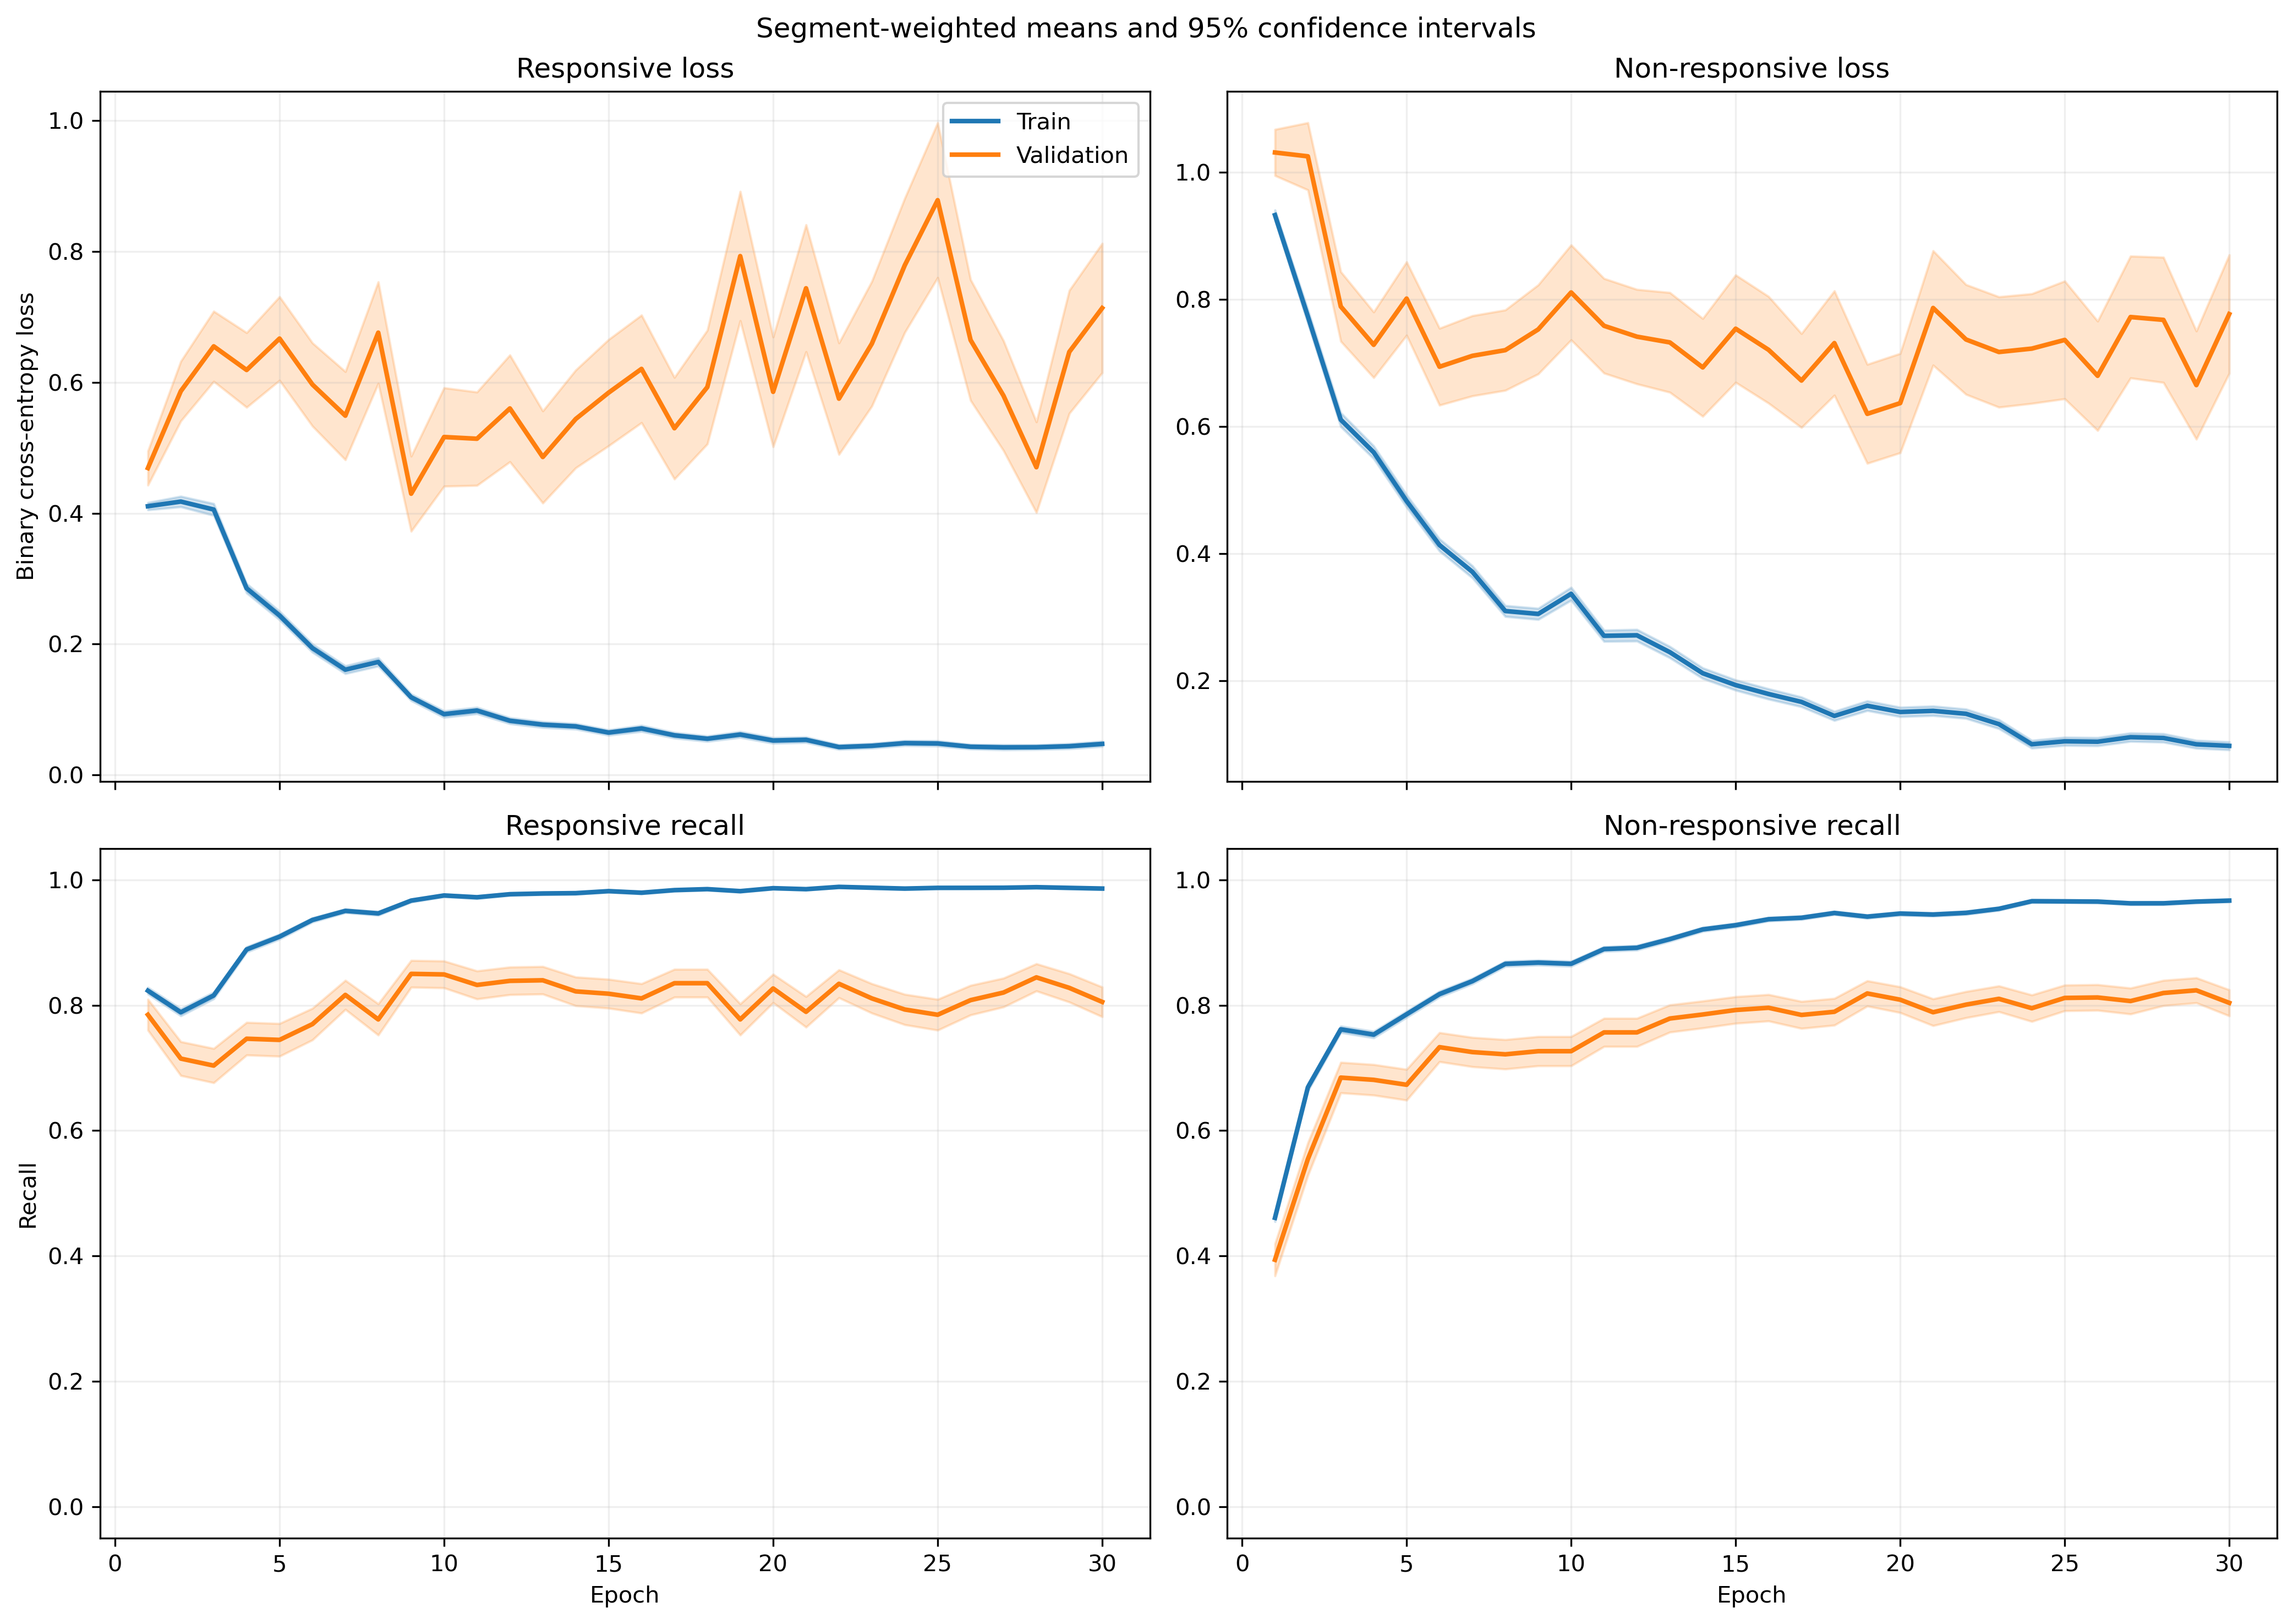 Segment-weighted means and 95% confidence intervals
Responsive loss
Non-responsive loss
Train
Validation
Binary cross-entropy loss
1.0
0.8
0.6
0.4
0.2
0.0
1.0
0.8
0.6
0.4
0.2
Responsive recall
Non-responsive recall
Recall
1.0
0.8
0.6
0.4
0.2
0.0
1.0
0.8
0.6
0.4
0.2
0.0
0 5 10 15 20 25 30
0 5 10 15 20 25 30
Epoch
Epoch